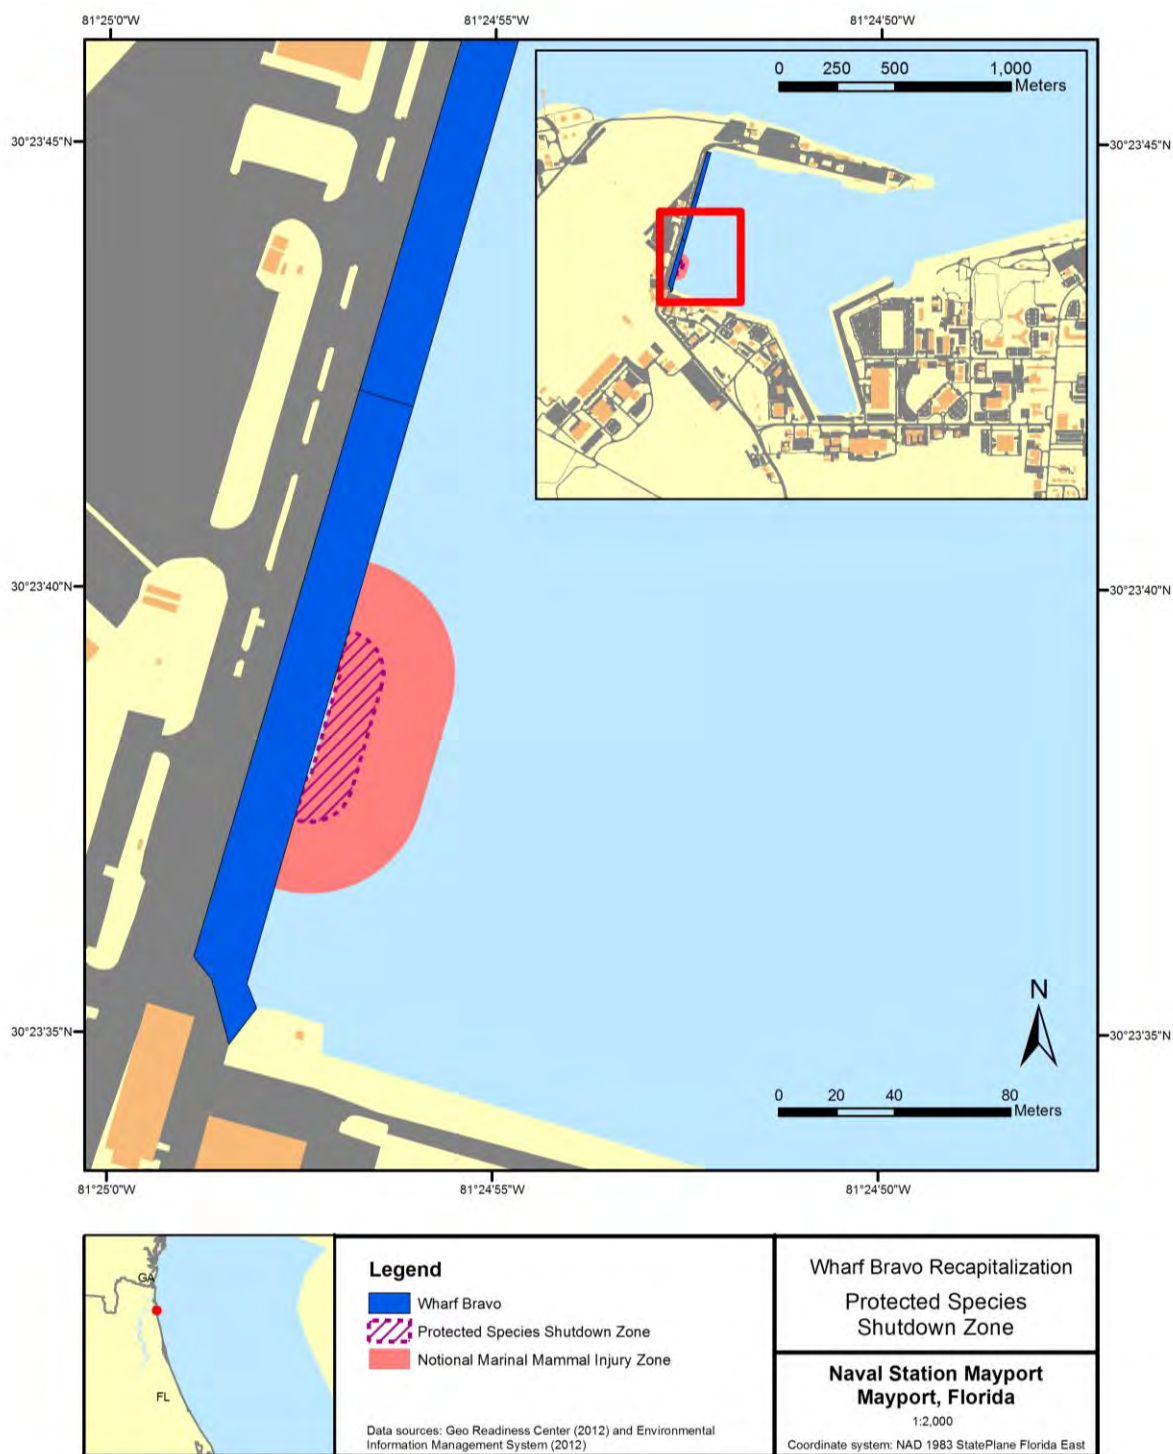 81°25'0"W 81°24'55"W 81°24'50"W
0 250 500 1,000
Meters
30°23'45"N 30°23'45"N
30°23'40"N 30°23'40"N
N
30°23'35"N 30°23'35"N
0 20 40 80
Meters
81°25'0"W 81°24'55"W 81°24'50"W
GA
FL
Legend
Wharf Bravo
Protected Species Shutdown Zone
Notional Marinal Mammal Injury Zone
Data sources: Geo Readiness Center (2012) and Environmental
Information Management System (2012)
Wharf Bravo Recapitalization
Protected Species
Shutdown Zone
Naval Station Mayport
Mayport, Florida
1:2,000
Coordinate system: NAD 1983 StatePlane Florida East